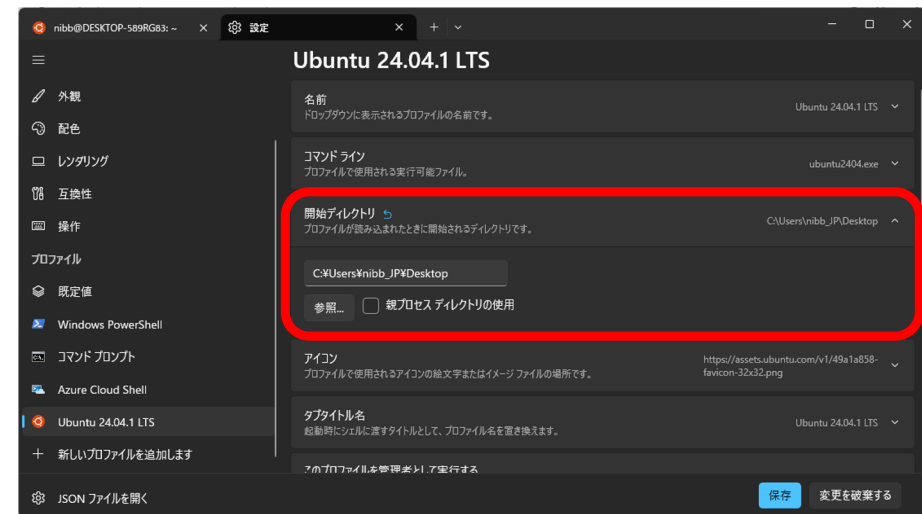 nibb@DESKTOP-589RG83: ~
設定
Ubuntu 24.04.1 LTS
外観
配色
レンダリング
互換性
操作
プロファイル
既定値
Windows PowerShell
コマンド プロンプト
Azure Cloud Shell
Ubuntu 24.04.1 LTS
新しいプロファイルを追加します
JSON ファイルを開く
名前
ドロップダウンに表示されるプロファイルの名前です。
Ubuntu 24.04.1 LTS
コマンド ライン
プロファイルで使用される実行可能ファイル。
ubuntu2404.exe
開始ディレクトリ
プロファイルが読み込まれたときに開始されるディレクトリです。
C:\Users\nibb_JP\Desktop
C:¥Users¥nibb_JP¥Desktop
参照...
親プロセス ディレクトリの使用
アイコン
プロファイルで使用されるアイコンの絵文字またはイメージ ファイルの場所です。
https://assets.ubuntu.com/v1/49a1a858-
favicon-32x32.png
タブタイトル名
起動時にシェルに渡すタイトルとして、プロファイル名を置き換えます。
Ubuntu 24.04.1 LTS
このプロファイルを管理者として実行する
保存
変更を破棄する